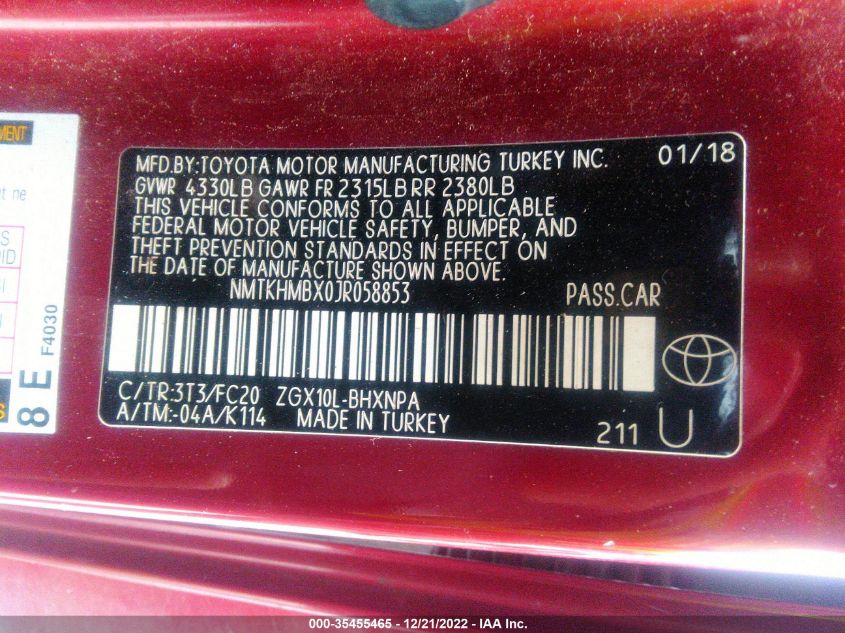 MENT
MFD.BY:TOYOTA MOTOR MANUFACTURING TURKEY INC. 01/18
GVWR 4330LB GAWR FR 2315LB RR 2380LB
THIS VEHICLE CONFORMS TO ALL APPLICABLE
FEDERAL MOTOR VEHICLE SAFETY, BUMPER, AND
THEFT PREVENTION STANDARDS IN EFFECT ON
THE DATE OF MANUFACTURE SHOWN ABOVE.
NMTKHMBX0JR058853 PASS.CAR
C/TR:3T3/FC20 ZGX10L-BHXNPA
A/TM:-04A/K114 MADE IN TURKEY
211 U
8 E F4030
000-35455465 - 12/21/2022 - IAA Inc.